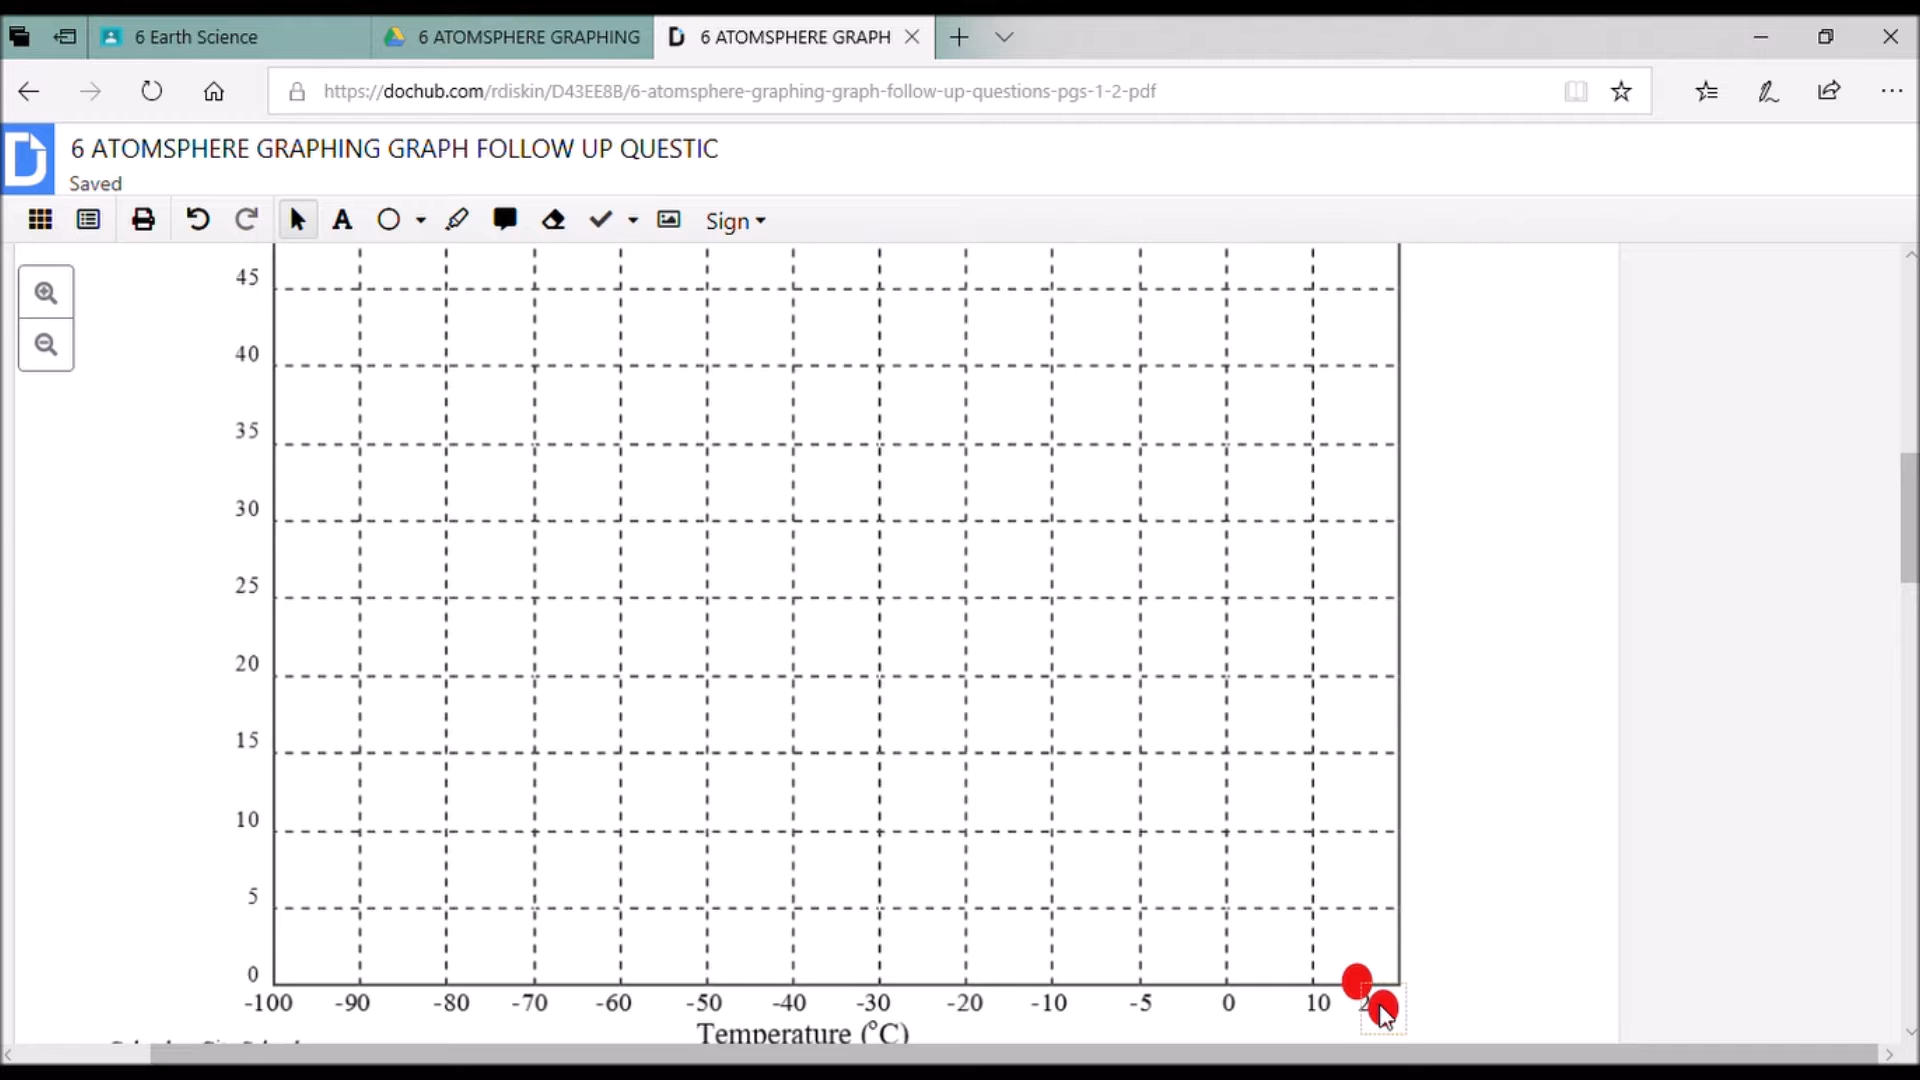 6 Earth Science
6 ATOMSPHERE GRAPHING
6 ATOMSPHERE GRAPH
https://dochub.com/rdiskin/D43EE8B/6-atomsphere-graphing-graph-follow-up-questions-pgs-1-2-pdf
6 ATOMSPHERE GRAPHING GRAPH FOLLOW UP QUESTIC
Saved
A
Sign
45
40
35
30
25
20
15
10
5
0
-100 -90 -80 -70 -60 -50 -40 -30 -20 -10 -5 0 10
Temperature (°C)